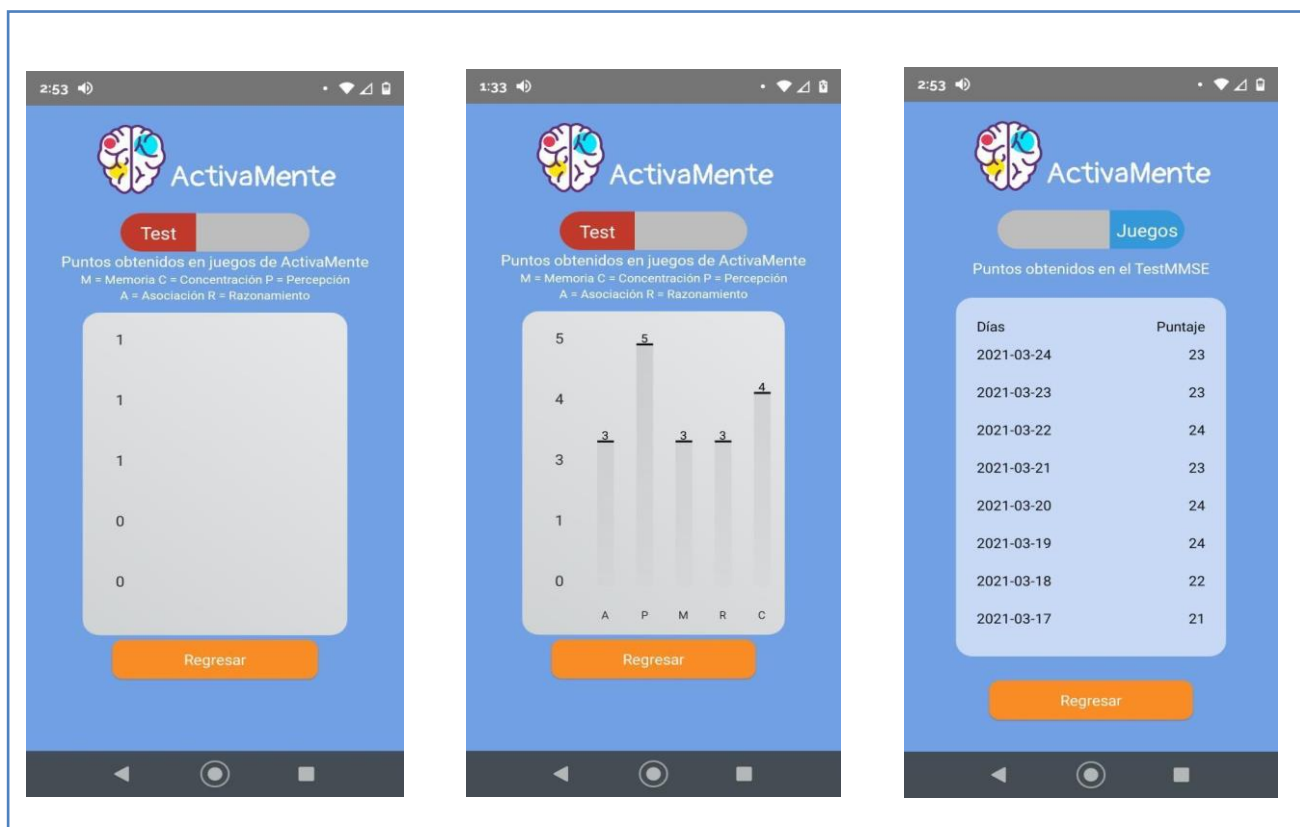 2:53
ActivaMente
Test
Puntos obtenidos en juegos de ActivaMente
M = Memoria C = Concentración P = Percepción
A = Asociación R = Razonamiento
1
1
1
0
0
Regresar
1:33
ActivaMente
Test
Puntos obtenidos en juegos de ActivaMente
M = Memoria C = Concentración P = Percepción
A = Asociación R = Razonamiento
5 5
4 4
3 3 3
3
1
0
A P M R C
Regresar
2:53
ActivaMente
Juegos
Puntos obtenidos en el TestMMSE
Días Puntaje
2021-03-24 23
2021-03-23 23
2021-03-22 24
2021-03-21 23
2021-03-20 24
2021-03-19 24
2021-03-18 22
2021-03-17 21
Regresar